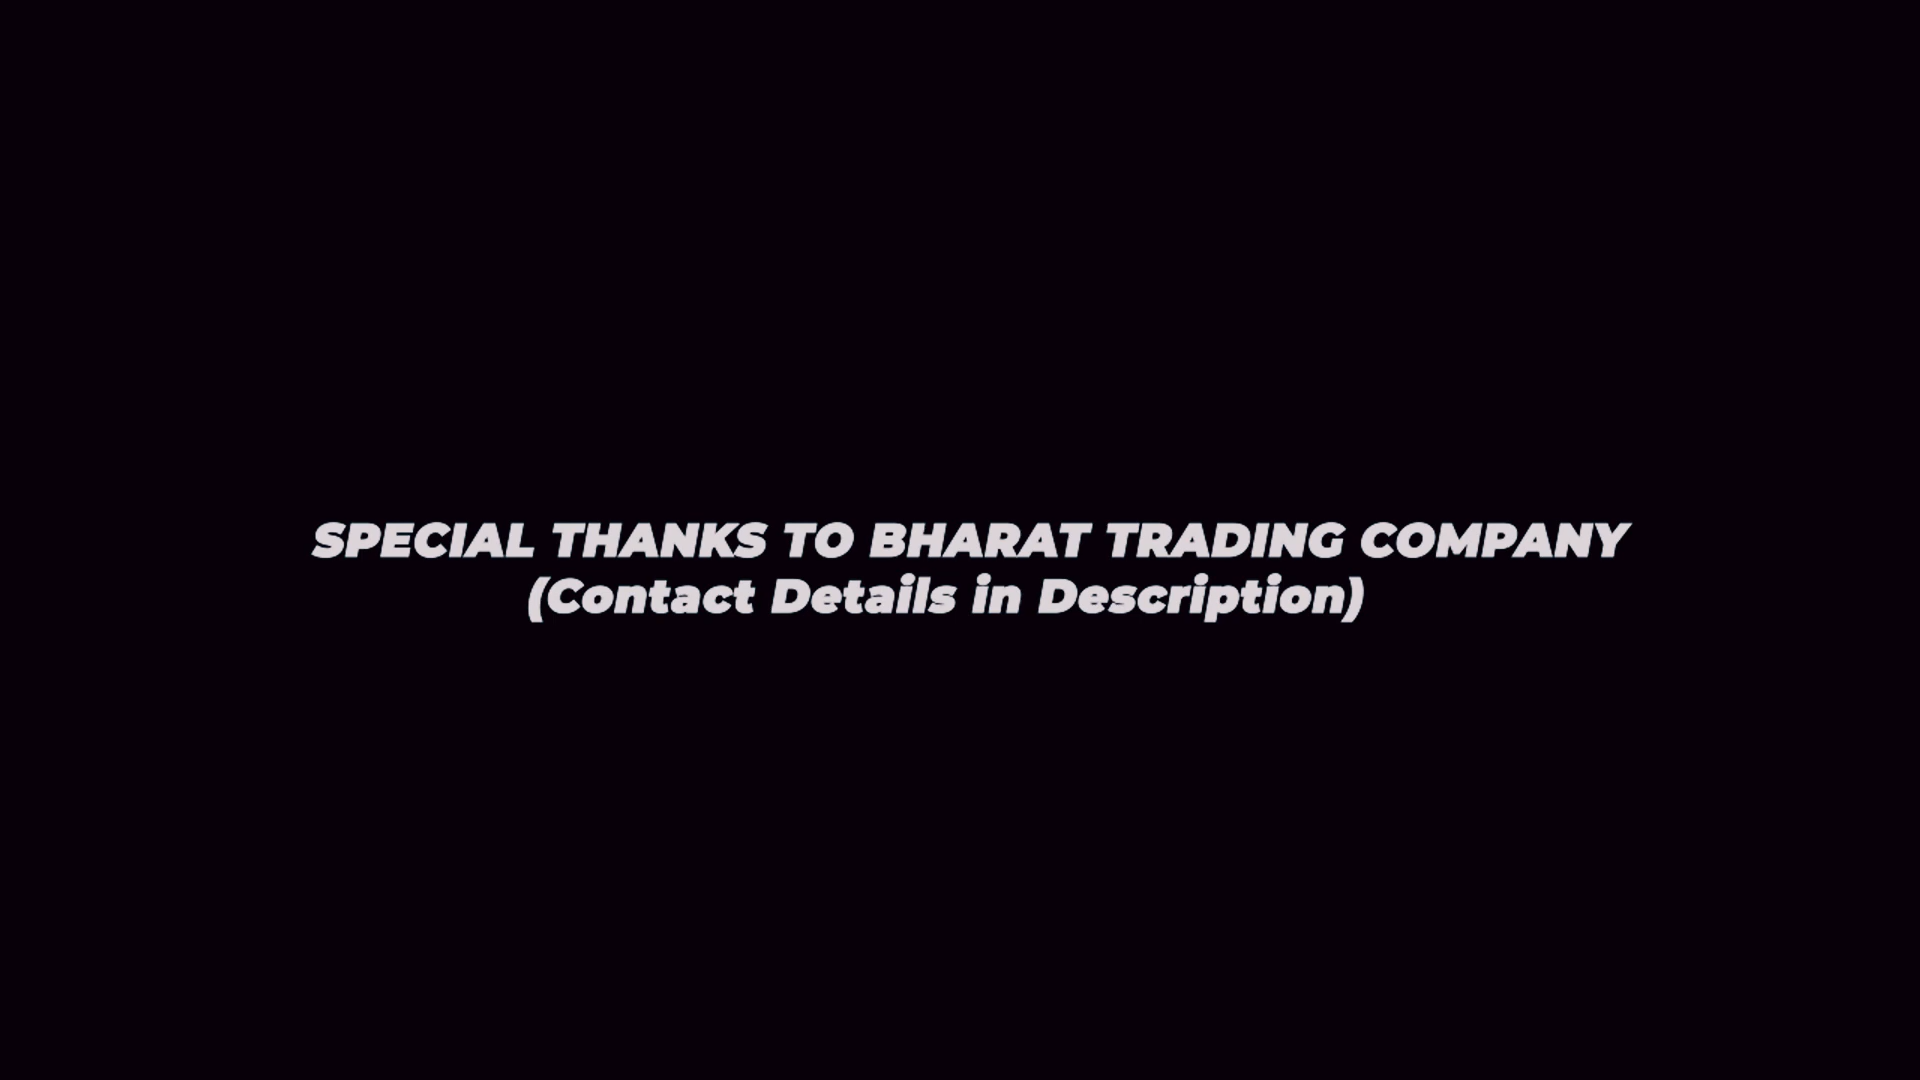 SPECIAL THANKS TO BHARAT TRADING COMPANY
(Contact Details in Description)